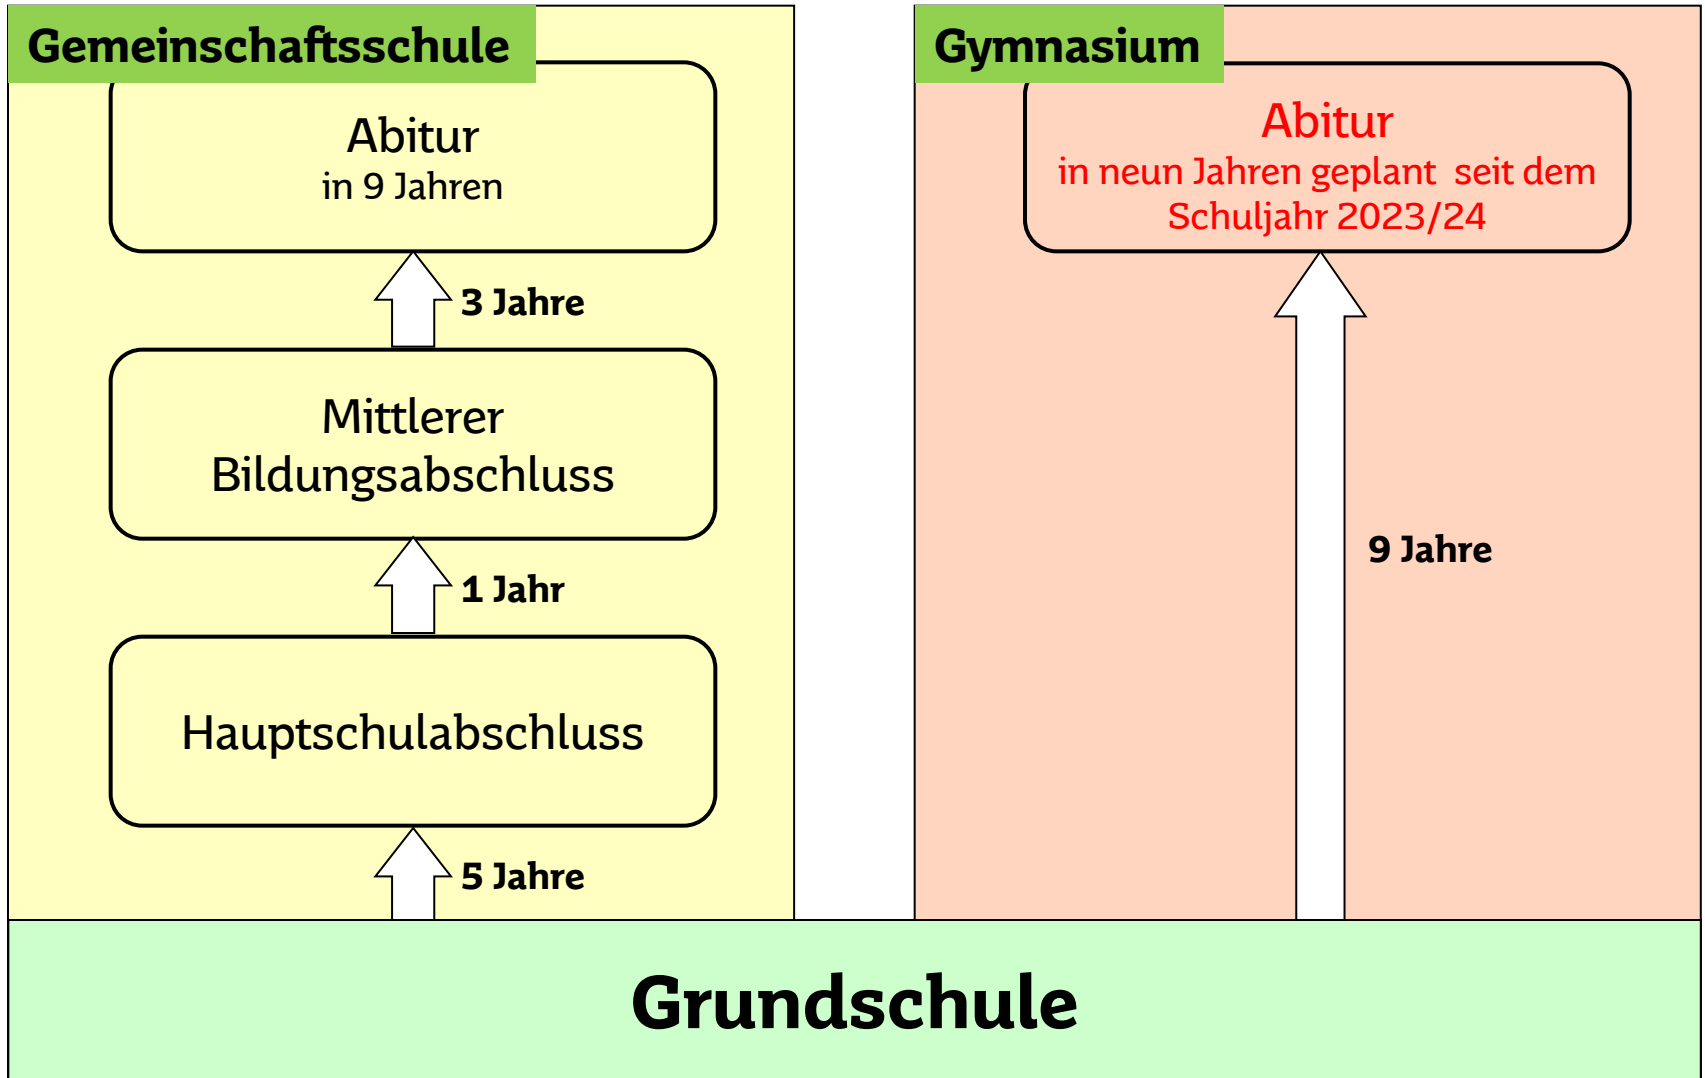 Gemeinschaftsschule
Abitur
in 9 Jahren
3 Jahre
Mittlerer
Bildungsabschluss
1 Jahr
Hauptschulabschluss
5 Jahre
Gymnasium
Abitur
in neun Jahren geplant  seit dem
Schuljahr 2023/24
9 Jahre
Grundschule